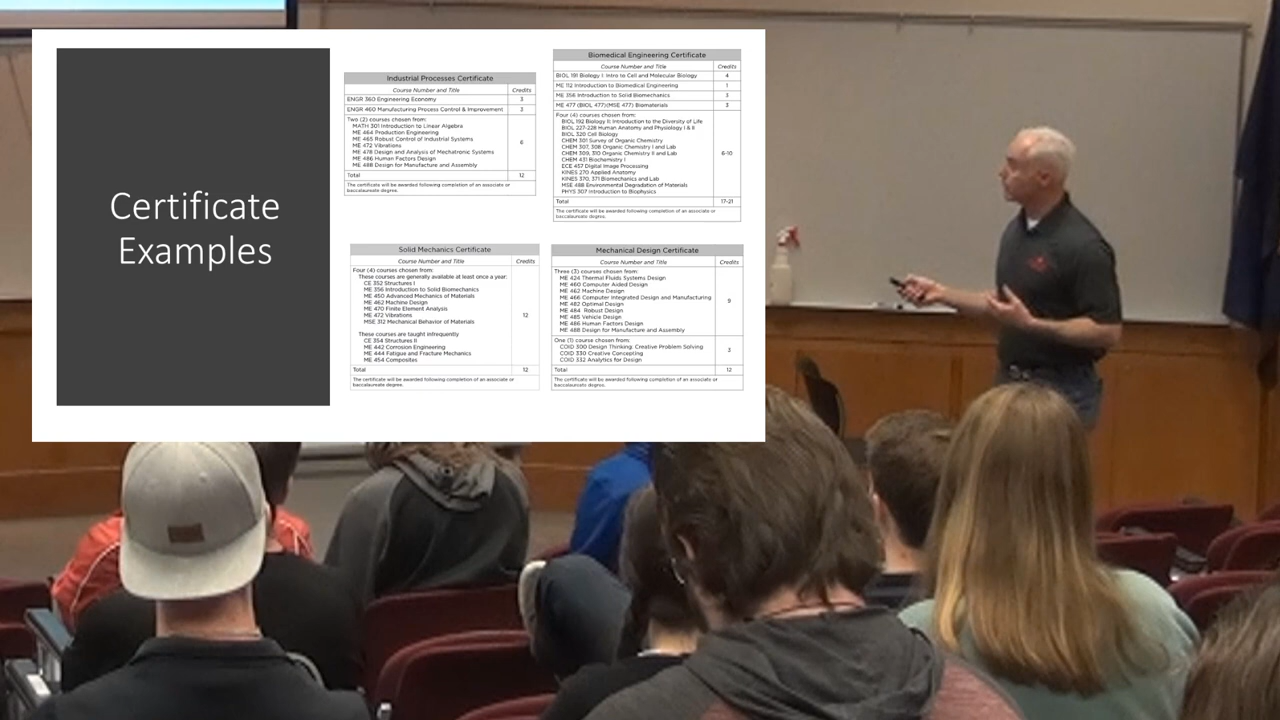 Certificate
Examples
Industrial Processes Certificate
Course Number and Title Credits
ENGR 360 Engineering Economy 3
ENGR 460 Manufacturing Process Control & Improvement 3
Two (2) courses chosen from:
MATH 301 Introduction to Linear Algebra
ME 464 Production Engineering
ME 465 Robust Control of Industrial Systems
ME 472 Vibrations
ME 478 Design and Analysis of Mechatronic Systems
ME 486 Human Factors Design
ME 488 Design for Manufacture and Assembly
6
Total 12
The certificate will be awarded following completion of an associate or
baccalaureate degree.
Biomedical Engineering Certificate
Course Number and Title Credits
BIOL 191 Biology I: Intro to Cell and Molecular Biology 4
ME 112 Introduction to Biomedical Engineering 1
ME 356 Introduction to Solid Biomechanics 3
ME 477 (BIOL 477)(MSE 477) Biomaterials 3
Four (4) courses chosen from:
BIOL 192 Biology II: Introduction to the Diversity of Life
BIOL 227-228 Human Anatomy and Physiology I & II
BIOL 320 Cell Biology
CHEM 301 Survey of Organic Chemistry
CHEM 307, 308 Organic Chemistry I and Lab
CHEM 309, 310 Organic Chemistry II and Lab
CHEM 431 Biochemistry I
ECE 457 Digital Image Processing
KINES 270 Applied Anatomy
KINES 370, 371 Biomechanics and Lab
MSE 488 Environmental Degradation of Materials
PHYS 307 Introduction to Biophysics
6-10
Total 17-21
The certificate will be awarded following completion of an associate or
baccalaureate degree.
Solid Mechanics Certificate
Course Number and Title Credits
Four (4) courses chosen from:
These courses are generally available at least once a year:
CE 352 Structures I
ME 356 Introduction to Solid Biomechanics
ME 450 Advanced Mechanics of Materials
ME 462 Machine Design
ME 470 Finite Element Analysis
ME 472 Vibrations
MSE 312 Mechanical Behavior of Materials
12
These courses are taught infrequently
CE 354 Structures II
ME 442 Corrosion Engineering
ME 444 Fatigue and Fracture Mechanics
ME 454 Composites
Total 12
The certificate will be awarded following completion of an associate or
baccalaureate degree.
Mechanical Design Certificate
Course Number and Title Credits
Three (3) courses chosen from:
ME 424 Thermal Fluids Systems Design
ME 460 Computer Aided Design
ME 462 Machine Design
ME 466 Computer Integrated Design and Manufacturing
ME 482 Optimal Design
ME 484 Robust Design
ME 485 Vehicle Design
ME 486 Human Factors Design
ME 488 Design for Manufacture and Assembly
9
One (1) course chosen from:
COID 300 Design Thinking: Creative Problem Solving
COID 330 Creative Concepting
COID 332 Analytics for Design
3
Total 12
The certificate will be awarded following completion of an associate or
baccalaureate degree.